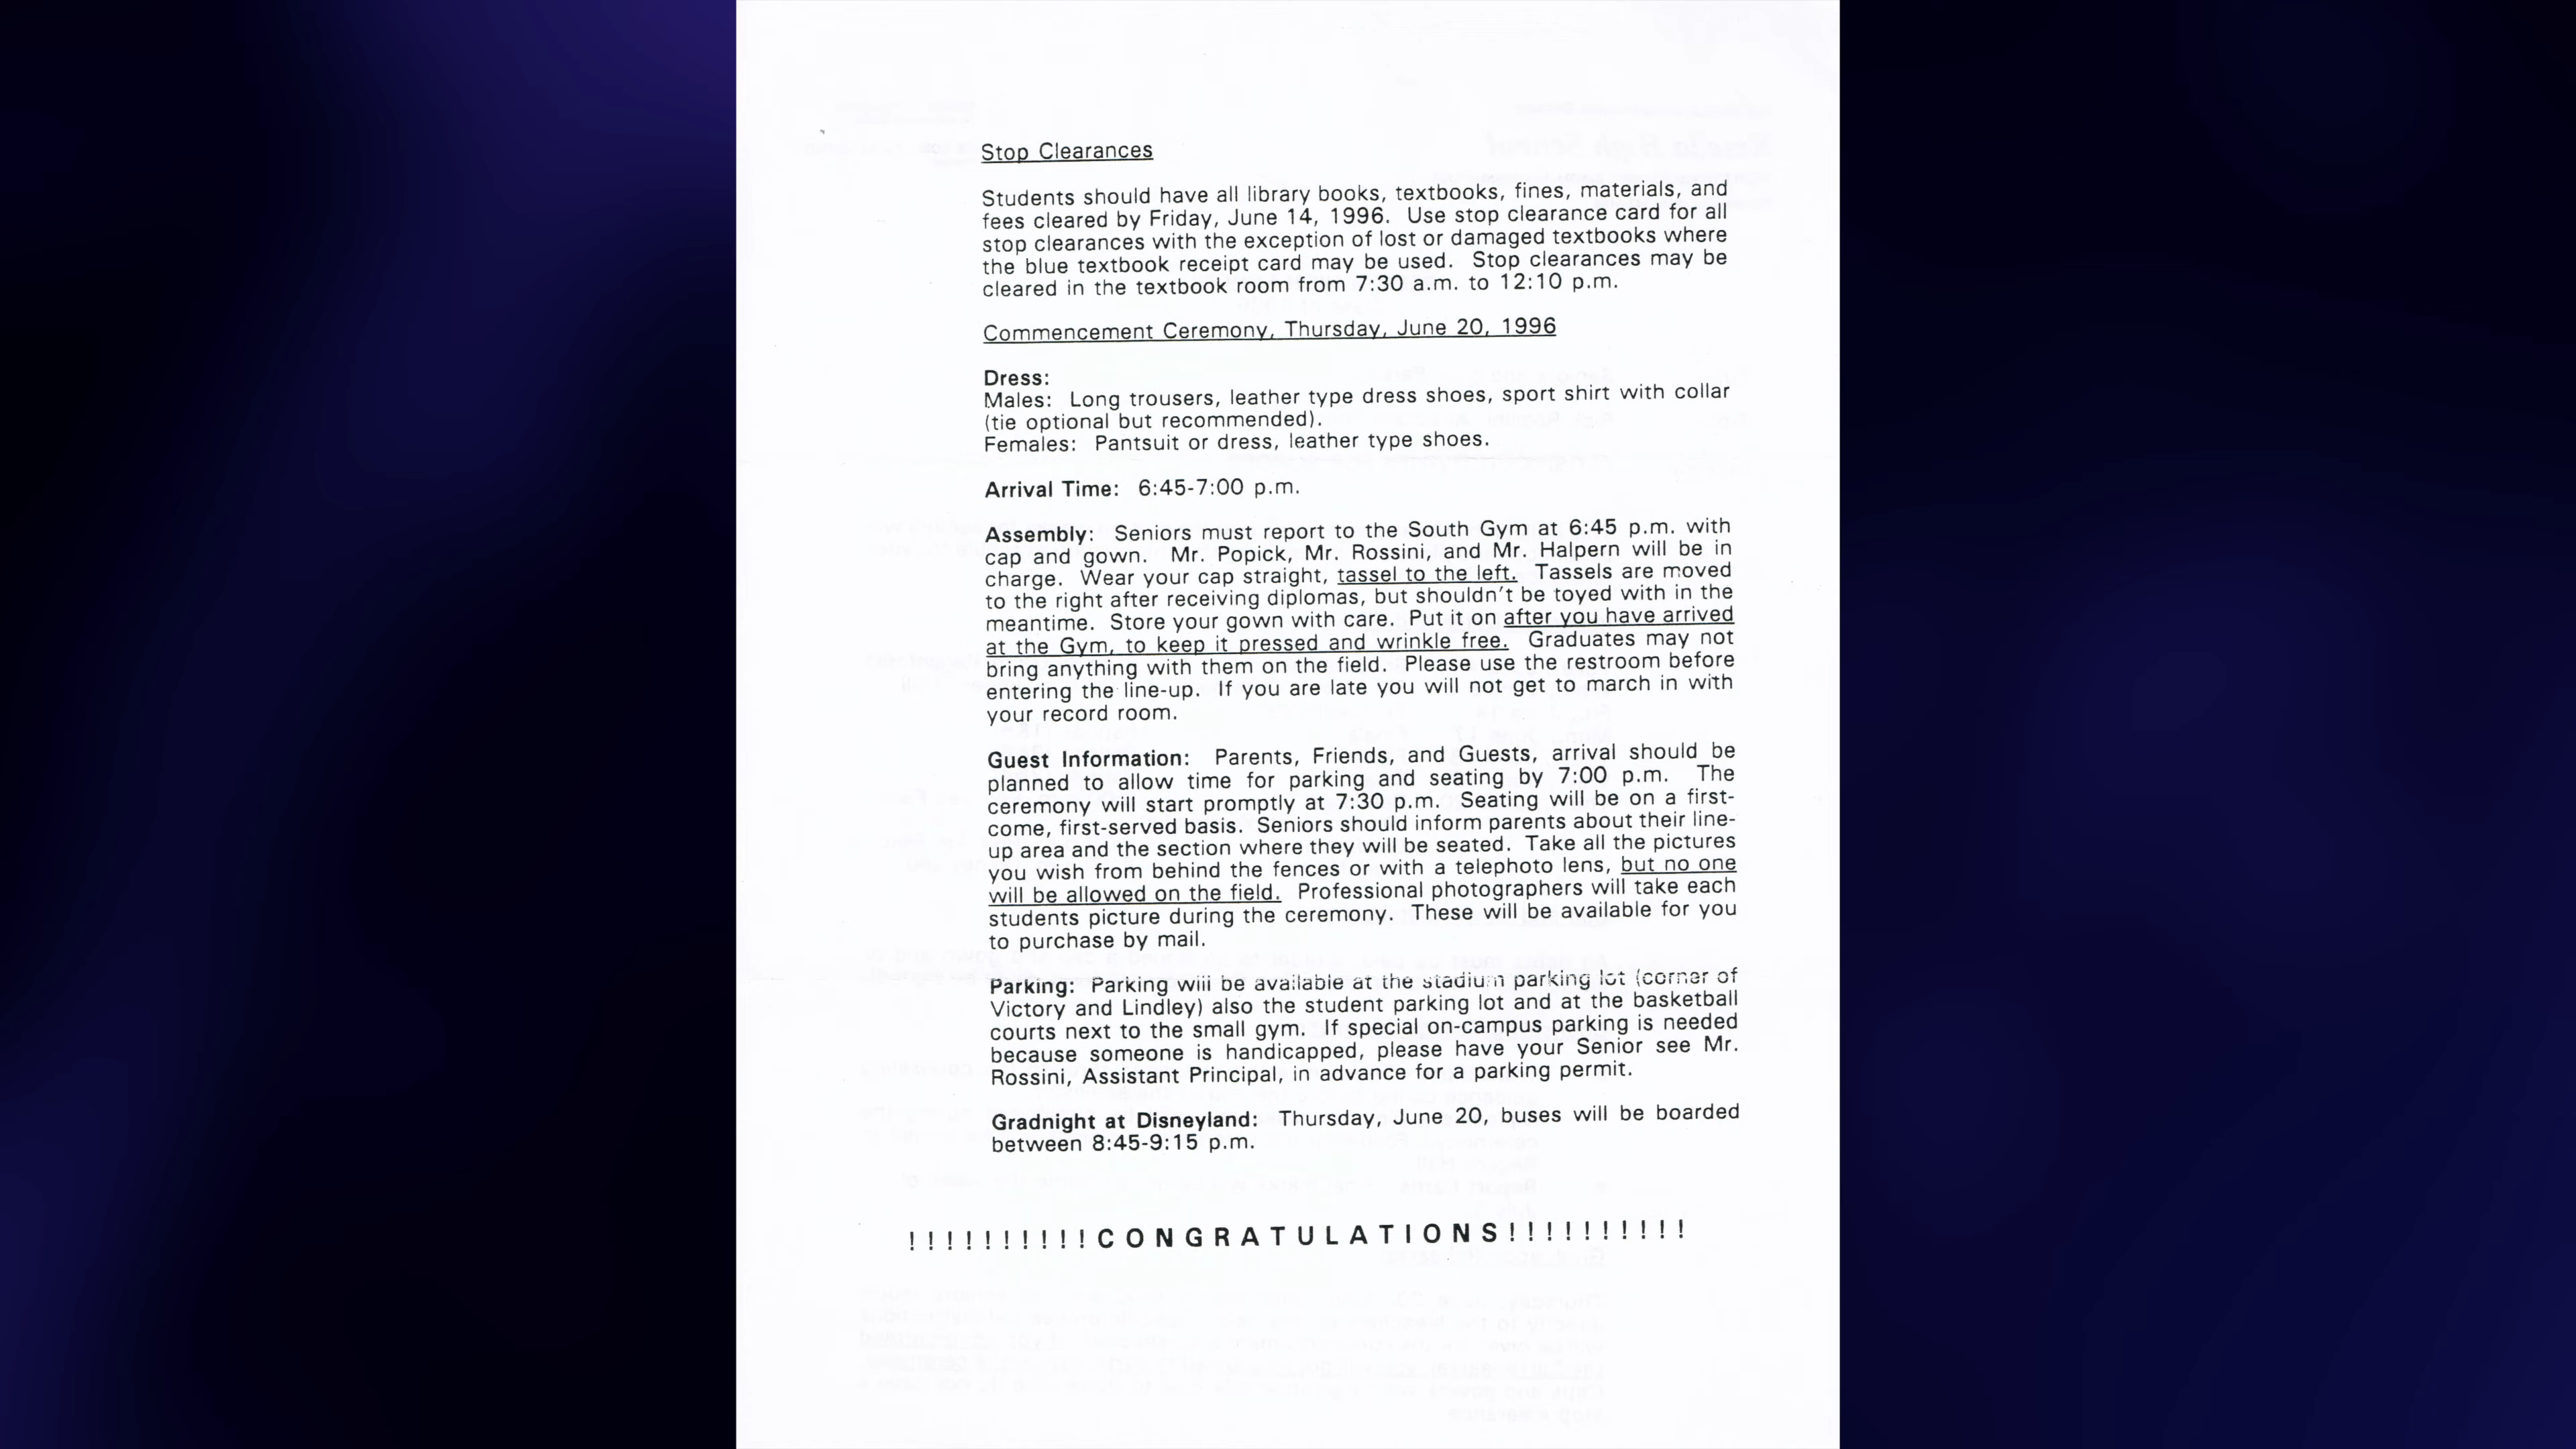 Stop Clearances
Students should have all library books, textbooks, fines, materials, and
fees cleared by Friday, June 14, 1996. Use stop clearance card for all
stop clearances with the exception of lost or damaged textbooks where
the blue textbook receipt card may be used. Stop clearances may be
cleared in the textbook room from 7:30 a.m. to 12:10 p.m.
Commencement Ceremony, Thursday, June 20, 1996
Dress:
Males: Long trousers, leather type dress shoes, sport shirt with collar
(tie optional but recommended).
Females: Pantsuit or dress, leather type shoes.
Arrival Time: 6:45-7:00 p.m.
Assembly: Seniors must report to the South Gym at 6:45 p.m. with
cap and gown. Mr. Popick, Mr. Rossini, and Mr. Halpern will be in
charge. Wear your cap straight, tassel to the left. Tassels are moved
to the right after receiving diplomas, but shouldn't be toyed with in the
meantime. Store your gown with care. Put it on after you have arrived
at the Gym, to keep it pressed and wrinkle free. Graduates may not
bring anything with them on the field. Please use the restroom before
entering the line-up. If you are late you will not get to march in with
your record room.
Guest Information: Parents, Friends, and Guests, arrival should be
planned to allow time for parking and seating by 7:00 p.m. The
ceremony will start promptly at 7:30 p.m. Seating will be on a first-
come, first-served basis. Seniors should inform parents about their line-
up area and the section where they will be seated. Take all the pictures
you wish from behind the fences or with a telephoto lens, but no one
will be allowed on the field. Professional photographers will take each
students picture during the ceremony. These will be available for you
to purchase by mail.
Parking: Parking will be available at the stadium parking lot (corner of
Victory and Lindley) also the student parking lot and at the basketball
courts next to the small gym. If special on-campus parking is needed
because someone is handicapped, please have your Senior see Mr.
Rossini, Assistant Principal, in advance for a parking permit.
Gradnight at Disneyland: Thursday, June 20, buses will be boarded
between 8:45-9:15 p.m.
!!!!!!!!!!CONGRATULATIONS!!!!!!!!!!